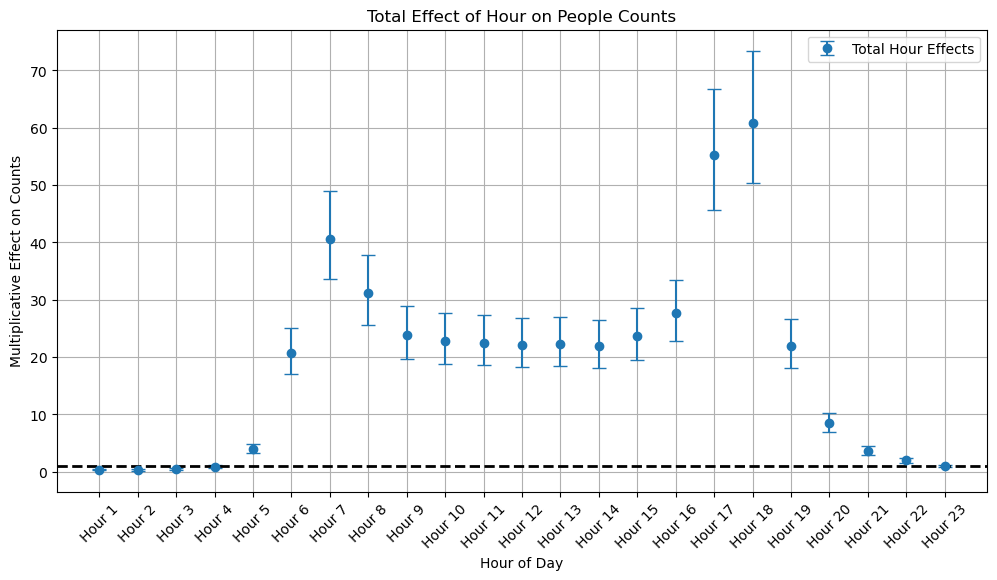 Total Effect of Hour on People Counts
Total Hour Effects
Multiplicative Effect on Counts
70
60
50
40
30
20
10
0
Hour 1
Hour 2
Hour 3
Hour 4
Hour 5
Hour 6
Hour 7
Hour 8
Hour 9
Hour 10
Hour 11
Hour 12
Hour 13
Hour 14
Hour 15
Hour 16
Hour 17
Hour 18
Hour 19
Hour 20
Hour 21
Hour 22
Hour 23
Hour of Day